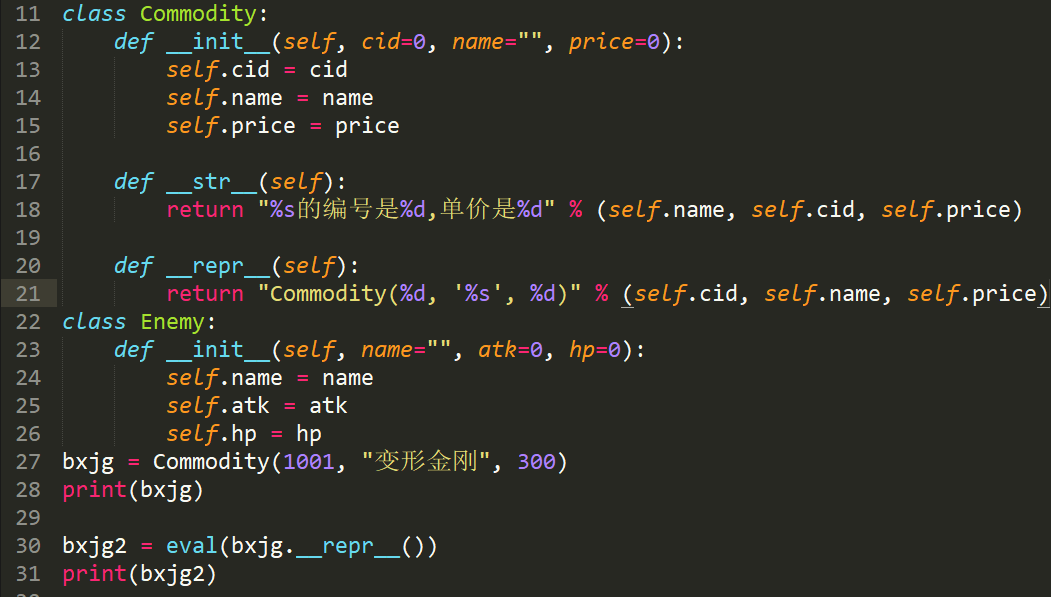 11 class Commodity:
12     def __init__(self, cid=0, name="", price=0):
13         self.cid = cid
14         self.name = name
15         self.price = price
16
17     def __str__(self):
18         return "%s的编号是%d,单价是%d" % (self.name, self.cid, self.price)
19
20     def __repr__(self):
21         return "Commodity(%d, '%s', %d)" % (self.cid, self.name, self.price)
22 class Enemy:
23     def __init__(self, name="", atk=0, hp=0):
24         self.name = name
25         self.atk = atk
26         self.hp = hp
27 bxjg = Commodity(1001, "变形金刚", 300)
28 print(bxjg)
29
30 bxjg2 = eval(bxjg.__repr__())
31 print(bxjg2)